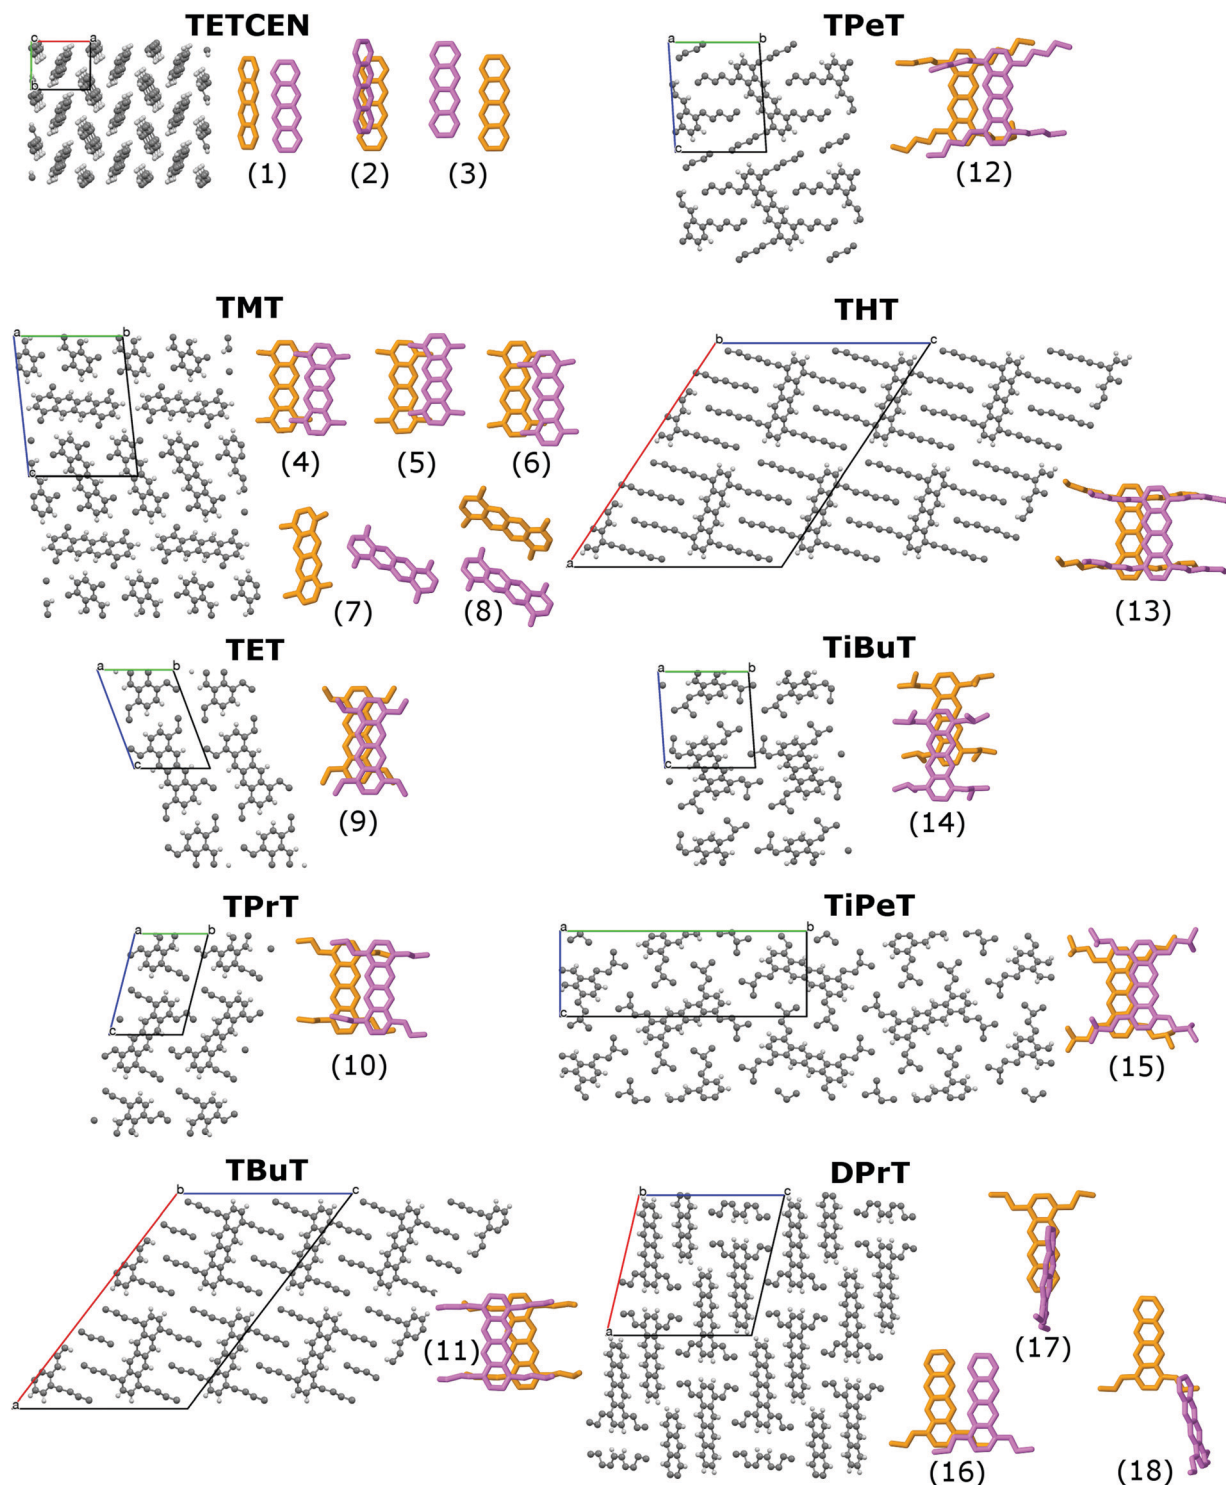 TETCEN
c a
b
(1) (2) (3)
TPeT
a b
c
(12)
TMT
a b
c
(4) (5) (6)
(7) (8)
THT
b c
a
(13)
TET
a b
c
(9)
TiBuT
a b
c
(14)
TPrT
a b
c
(10)
TiPeT
a b
c
(15)
TBuT
b c
a
(11)
DPrT
b c
a
(17)
(16) (18)